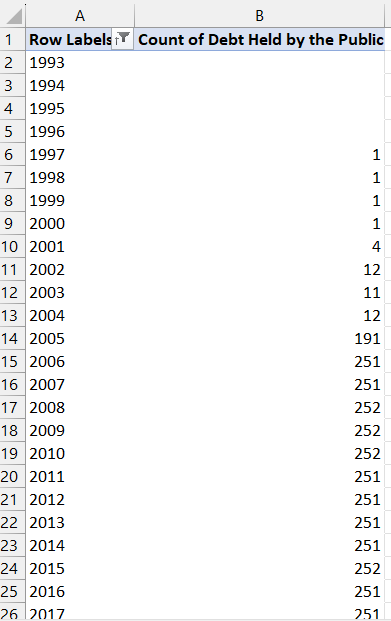 A B
1 Row Labels Count of Debt Held by the Public
2 1993
3 1994
4 1995
5 1996
6 1997 1
7 1998 1
8 1999 1
9 2000 1
10 2001 4
11 2002 12
12 2003 11
13 2004 12
14 2005 191
15 2006 251
16 2007 251
17 2008 252
18 2009 252
19 2010 252
20 2011 251
21 2012 251
22 2013 251
23 2014 251
24 2015 252
25 2016 251
26 2017 251